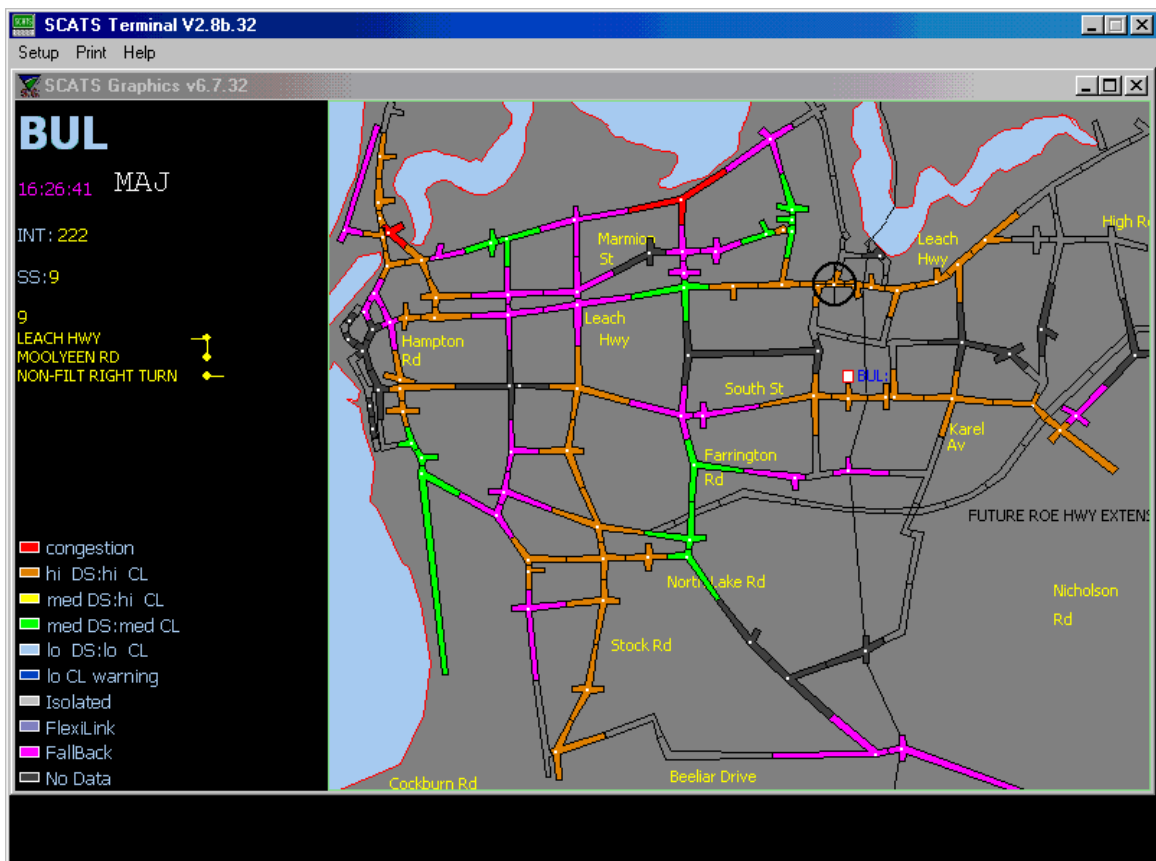 SCATS Terminal V2.8b.32
Setup Print Help
SCATS Graphics v6.7.32
BUL
16:26:41 MAJ
INT: 222
SS:9
9
LEACH HWY
MOOLYEEN RD
NON-FILT RIGHT TURN
congestion
hi DS:hi CL
med DS:hi CL
med DS:med CL
lo DS:lo CL
lo CL warning
Isolated
FlexiLink
FallBack
No Data
Marmion
St
Leach
Hwy
High Rd
Hampton
Rd
Leach
Hwy
South St
BUL:
Karel
Av
Farrington
Rd
FUTURE ROE HWY EXTENS
North Lake Rd
Nicholson
Rd
Stock Rd
Cockburn Rd
Beeliar Drive